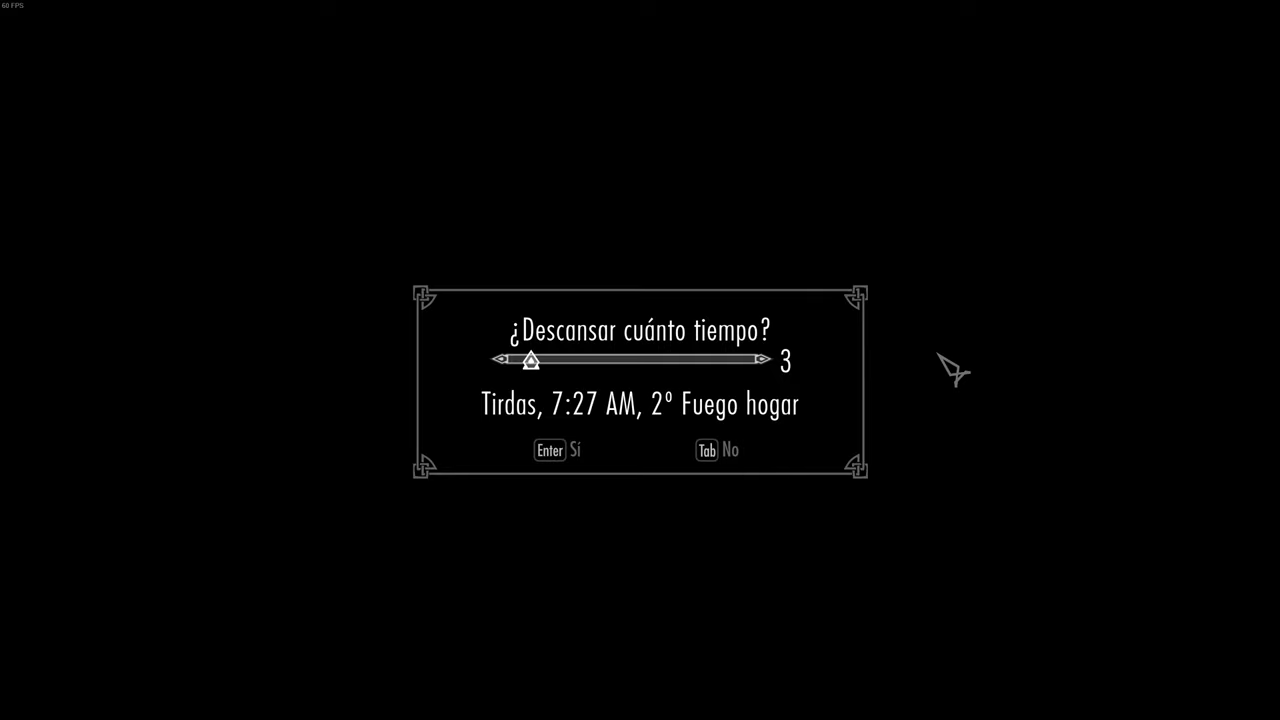 60 FPS
¿Descansar cuánto tiempo?
3
Tirdas, 7:27 AM, 2º Fuego hogar
Enter Sí Tab No